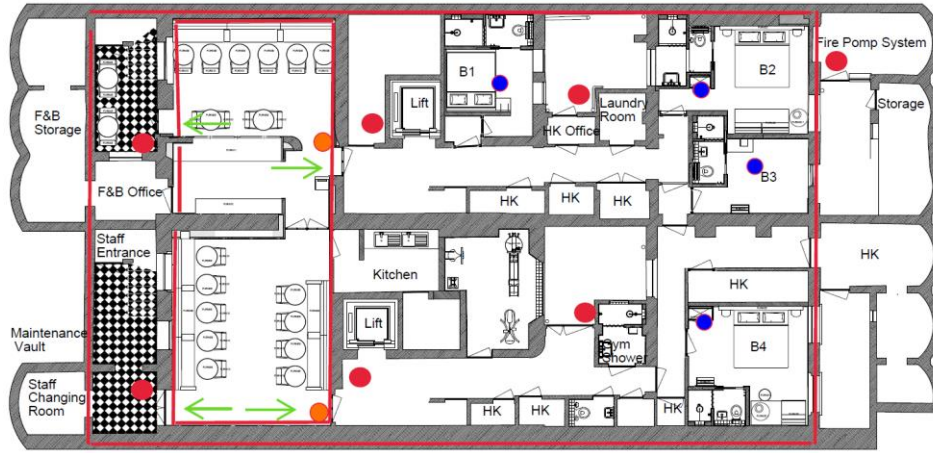 Fire Pomp System
B1
B2
Lift
F&B
Storage
Laundry
Room
Storage
HK Office
F&B Office
B3
HK
HK
HK
Staff
Entrance
Kitchen
HK
HK
Maintenance
Vault
Lift
Gym
Shower
B4
Staff
Changing
Room
HK
HK
HK